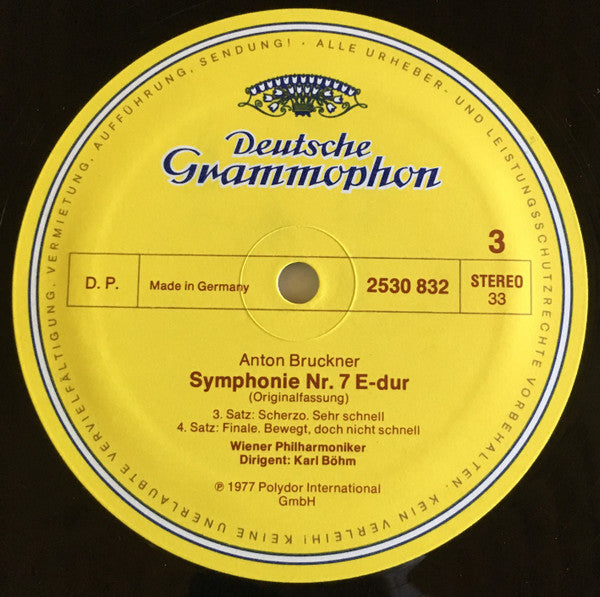 Deutsche
Grammophon
3
D. P.
Made in Germany
2530 832
STEREO
33
Anton Bruckner
Symphonie Nr. 7 E-dur
(Originalfassung)
3. Satz: Scherzo. Sehr schnell
4. Satz: Finale. Bewegt, doch nicht schnell
Wiener Philharmoniker
Dirigent: Karl Böhm
℗ 1977 Polydor International
GmbH
ALLE URHEBER- UND LEISTUNGSSCHUTZRECHTE VORBEHALTEN. KEIN VERLEIH! KEINE UNERLAUBTE VERVIELFÄLTIGUNG, VERMIETUNG, AUFFÜHRUNG, SENDUNG! ·